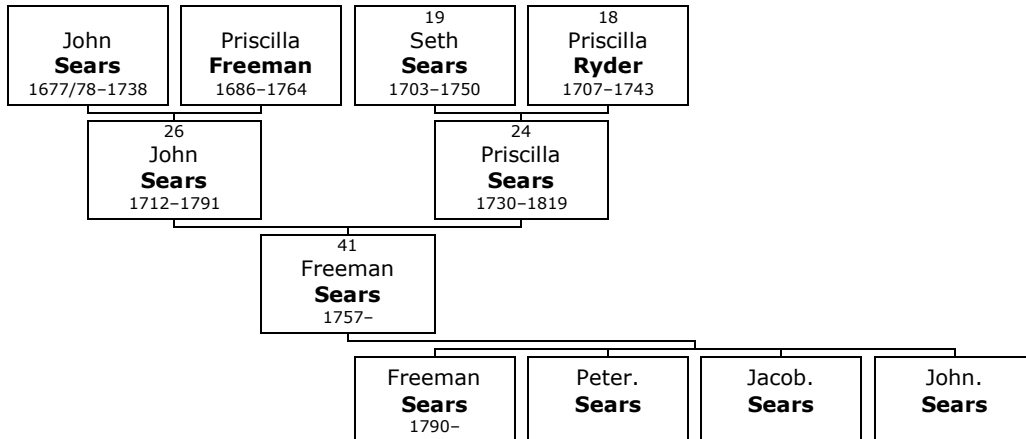 John
Sears
1677/78–1738
Priscilla
Freeman
1686–1764
19
Seth
Sears
1703–1750
18
Priscilla
Ryder
1707–1743
26
John
Sears
1712–1791
24
Priscilla
Sears
1730–1819
41
Freeman
Sears
1757–
Freeman
Sears
1790–
Peter.
Sears
Jacob.
Sears
John.
Sears